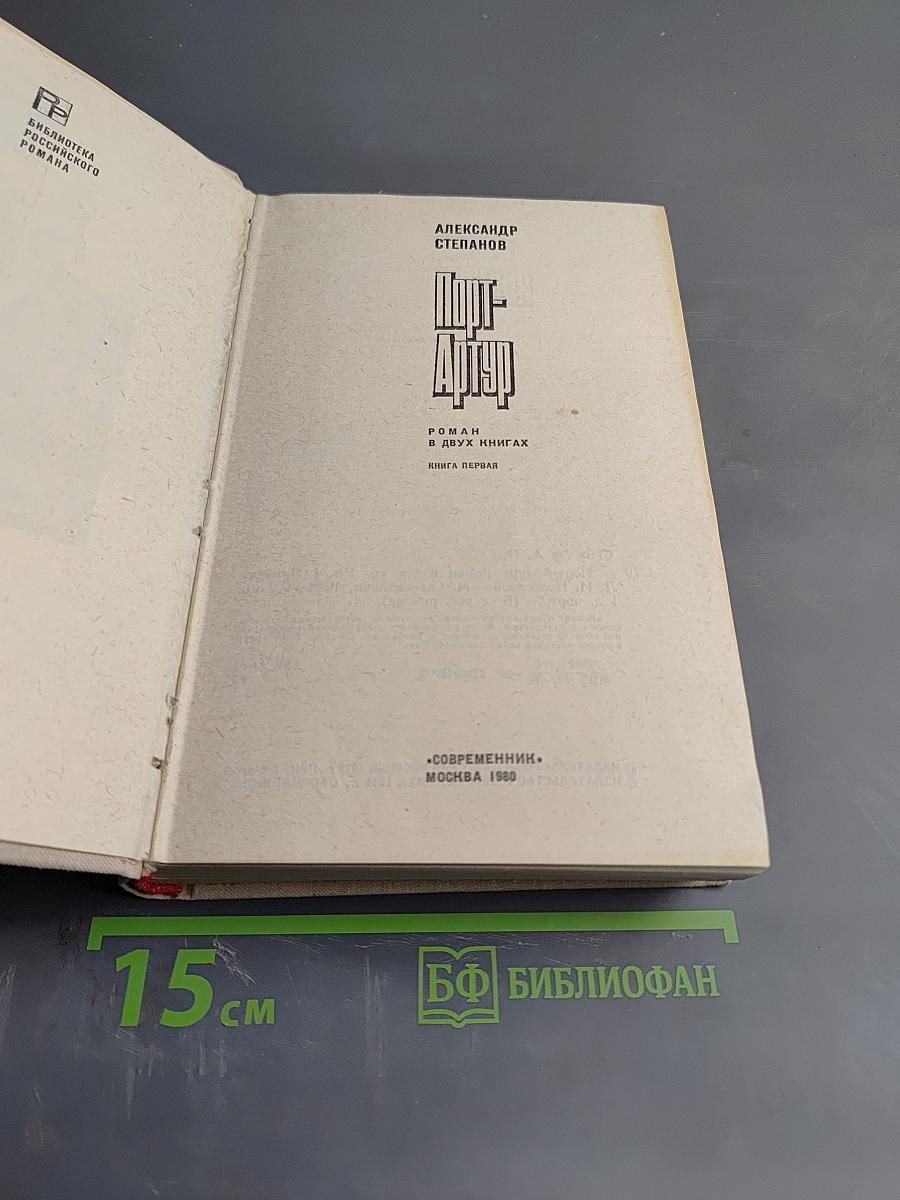 БИБЛИОТЕКА
РОССИЙСКОГО
РОМАНА
АЛЕКСАНДР
СТЕПАНОВ
Порт-
Артур
РОМАН
В ДВУХ КНИГАХ
КНИГА ПЕРВАЯ
«СОВРЕМЕННИК»
МОСКВА 1980
15 см
БФ БИБЛИОФАН